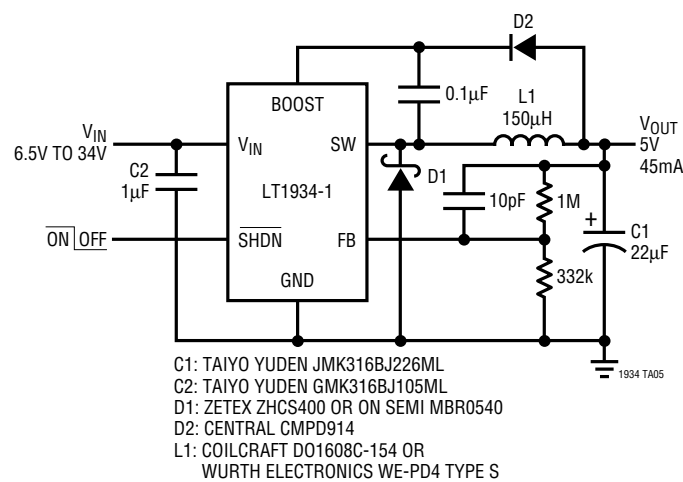 D2
BOOST
0.1µF
L1
150µH
VIN
6.5V TO 34V
VIN
SW
VOUT
5V
45mA
C2
1µF
LT1934-1
D1
10pF
1M
+
C1
22µF
ON OFF
SHDN
FB
332k
GND
1934 TA05
C1: TAIYO YUDEN JMK316BJ226ML
C2: TAIYO YUDEN GMK316BJ105ML
D1: ZETEX ZHCS400 OR ON SEMI MBR0540
D2: CENTRAL CMPD914
L1: COILCRAFT DO1608C-154 OR
WURTH ELECTRONICS WE-PD4 TYPE S